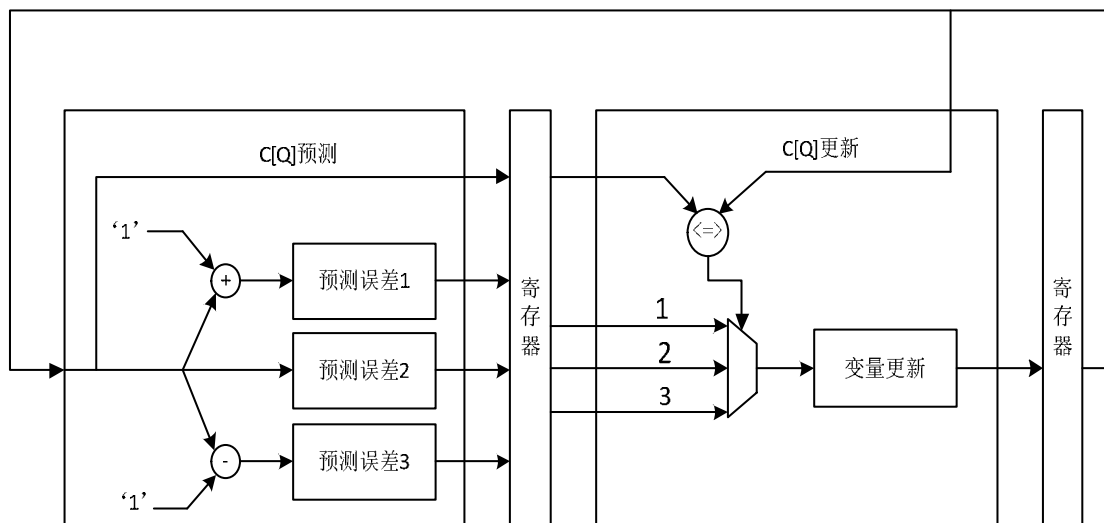 C[Q]预测
C[Q]更新
‘1’
<=>
+
预测误差1
寄存器
1
寄存器
预测误差2
2
变量更新
3
-
预测误差3
‘1’